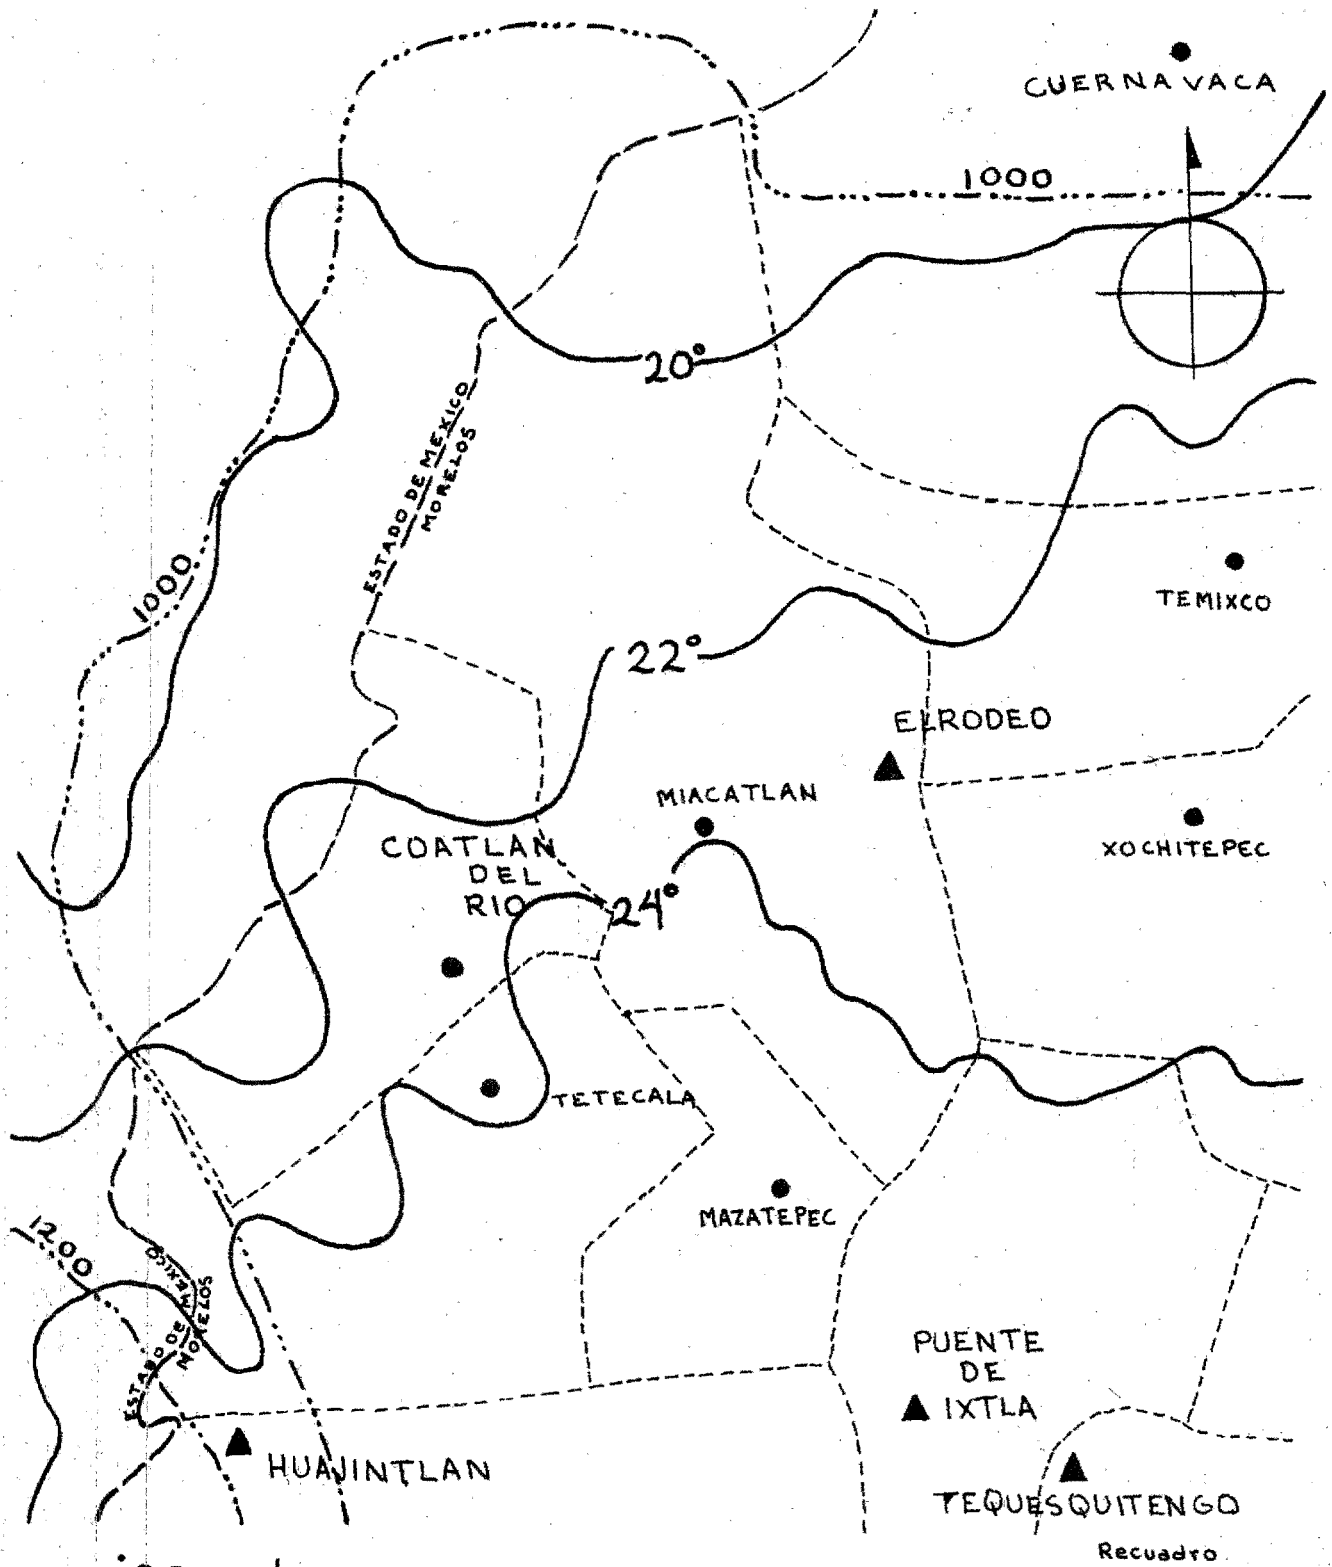 CUERNAVACA
1000
20°
ESTADO DE MEXICO
MORELOS
1000
TEMIXCO
22°
ELRODEO
MIACATLAN
XOCHITEPEC
COATLAN
DEL
RIO
24°
TETECALA
MAZATEPEC
1200
ESTADO DE MEXICO
MORELOS
PUENTE
DE
IXTLA
HUAJINTLAN
TEQUESQUITENGO
Recuadro